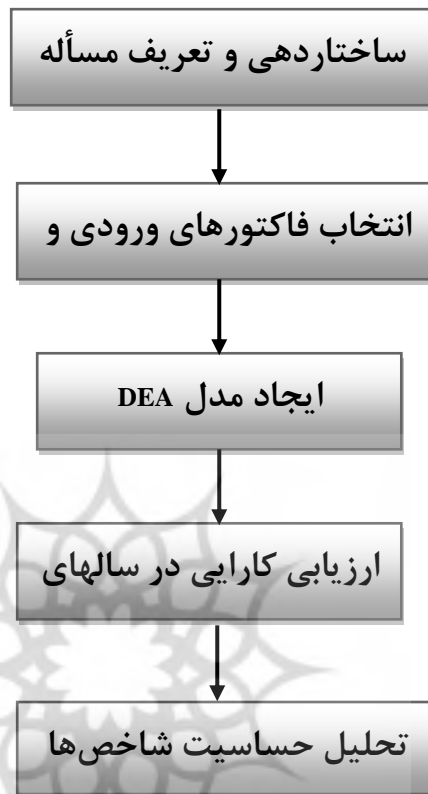 ساختاردهی و تعریف مسأله
انتخاب فاکتورهای ورودی و
ایجاد مدل DEA
ارزیابی کارایی در سالهای
تحلیل حساسیت شاخص‌ها